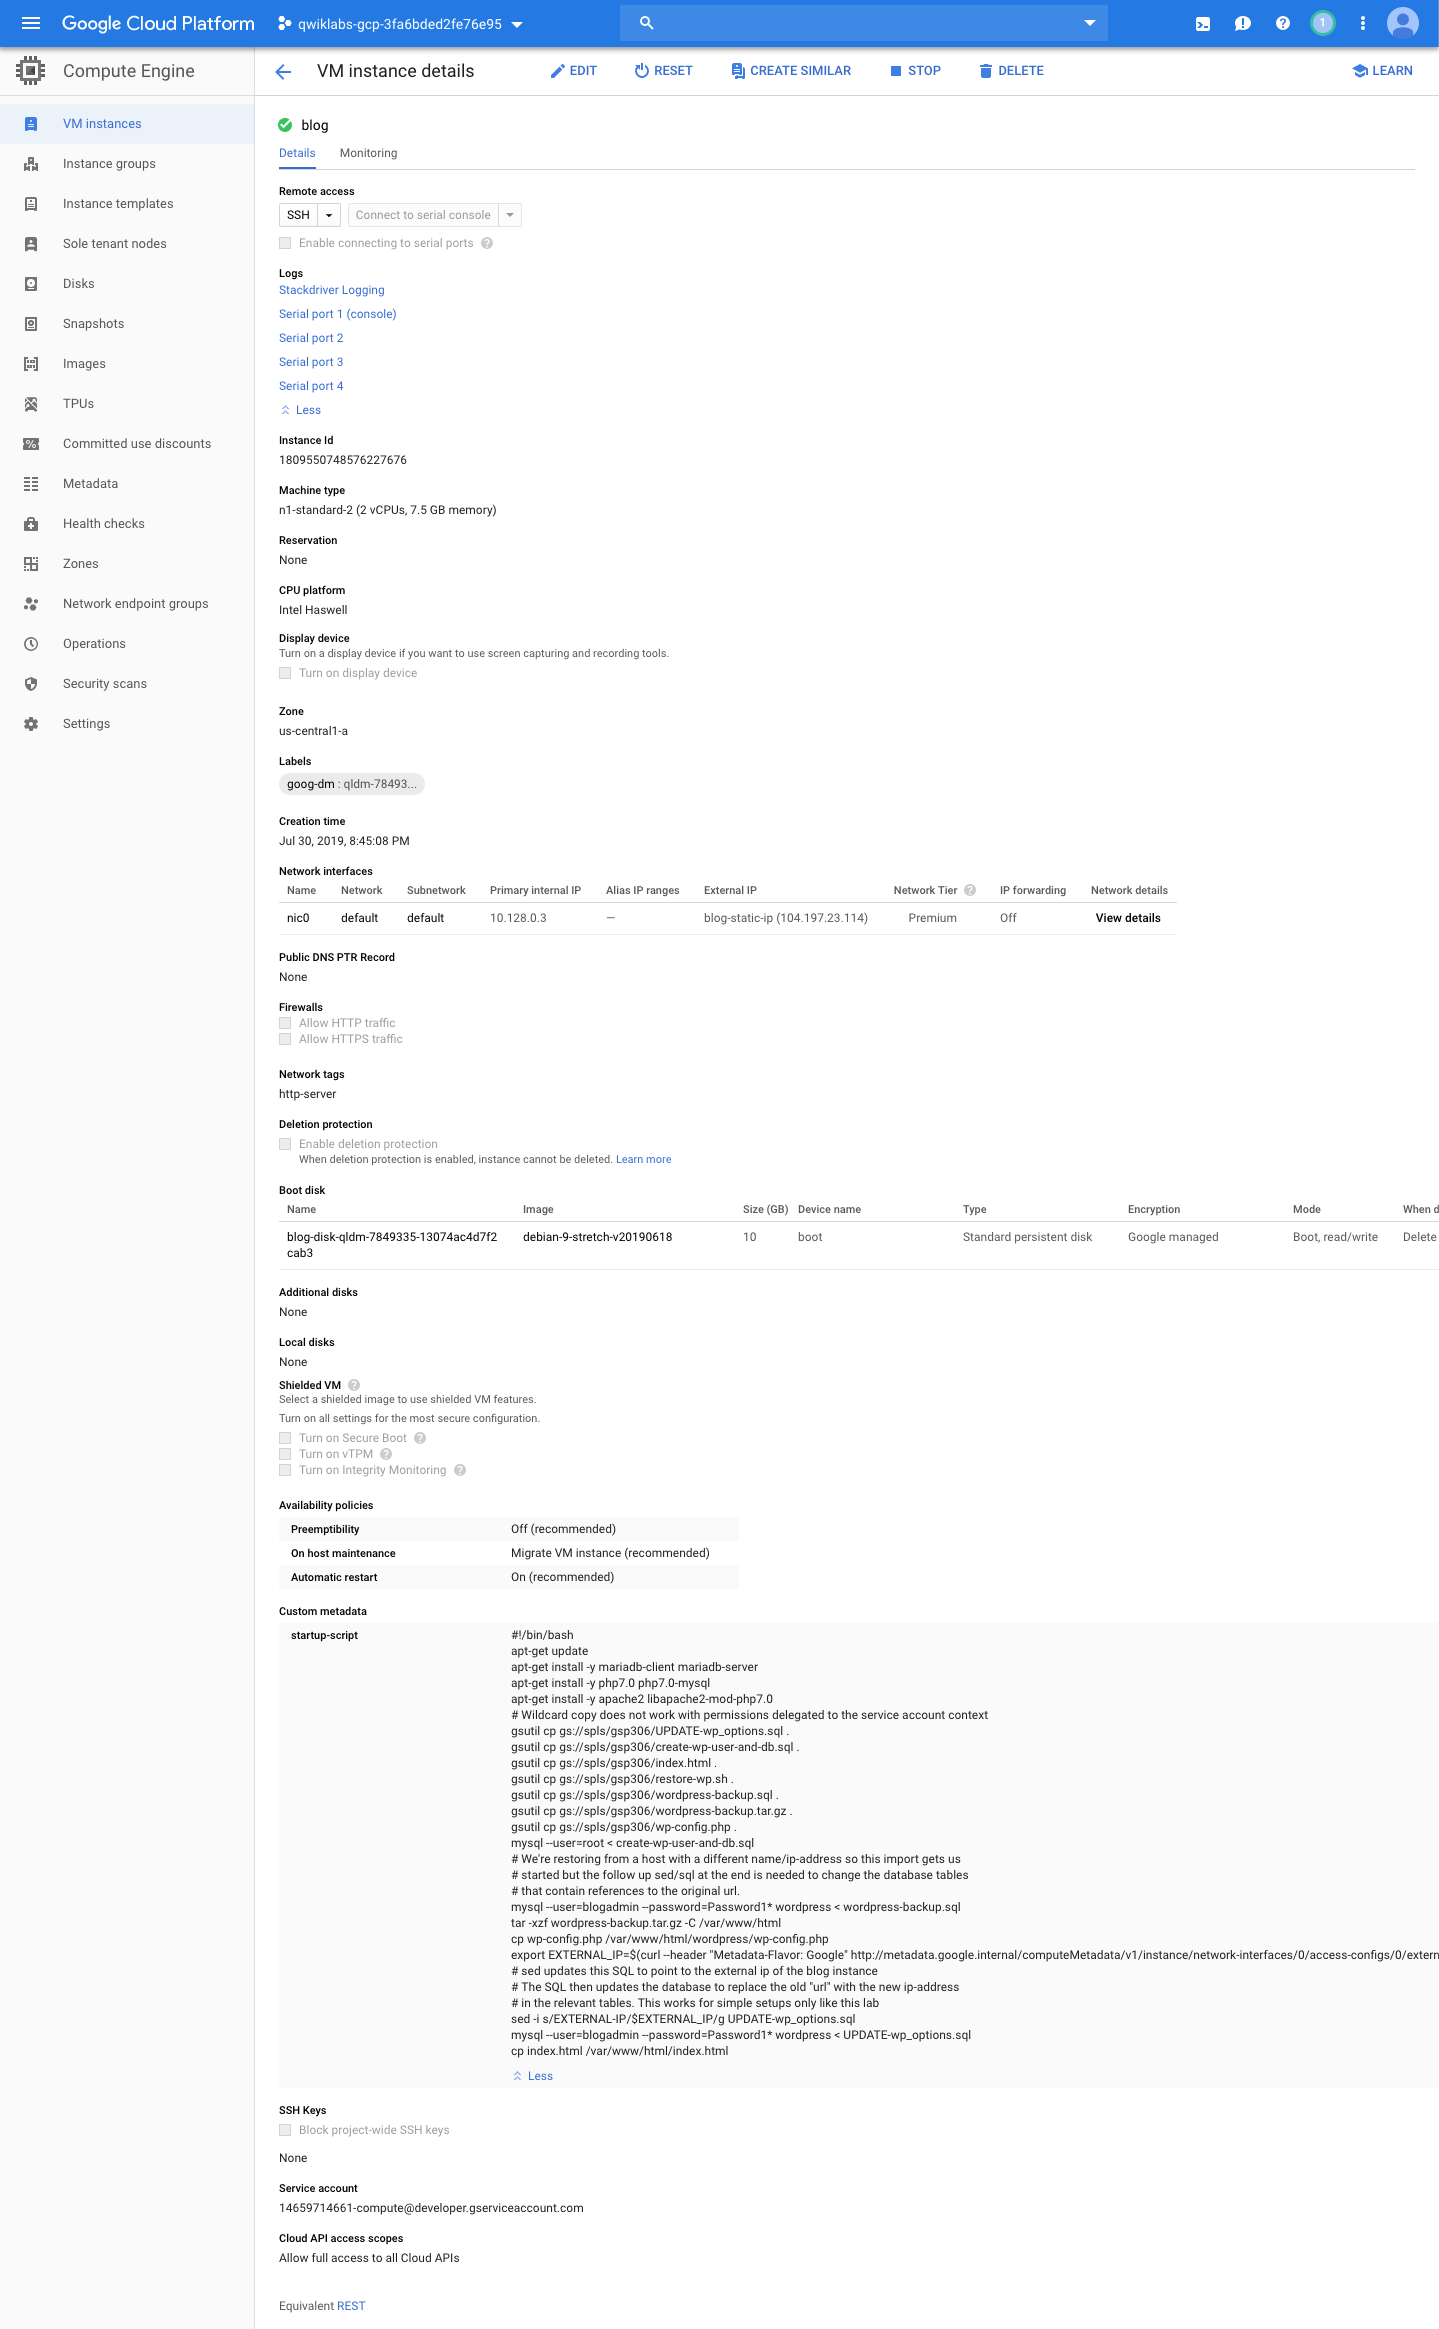 Google Cloud Platform
qwiklabs-gcp-3fa6bded2fe76e95
1
Compute Engine
VM instance details
EDIT
RESET
CREATE SIMILAR
STOP
DELETE
LEARN
VM instances
Instance groups
Instance templates
Sole tenant nodes
Disks
Snapshots
Images
TPUs
Committed use discounts
Metadata
Health checks
Zones
Network endpoint groups
Operations
Security scans
Settings
blog
Details Monitoring
Remote access
SSH Connect to serial console
Enable connecting to serial ports ?
Logs
Stackdriver Logging
Serial port 1 (console)
Serial port 2
Serial port 3
Serial port 4
Less
Instance Id
1809550748576227676
Machine type
n1-standard-2 (2 vCPUs, 7.5 GB memory)
Reservation
None
CPU platform
Intel Haswell
Display device
Turn on a display device if you want to use screen capturing and recording tools.
Turn on display device
Zone
us-central1-a
Labels
goog-dm : qldm-78493...
Creation time
Jul 30, 2019, 8:45:08 PM
Network interfaces
Name Network Subnetwork Primary internal IP Alias IP ranges External IP Network Tier ? IP forwarding Network details
nic0 default default 10.128.0.3 — blog-static-ip (104.197.23.114) Premium Off View details
Public DNS PTR Record
None
Firewalls
Allow HTTP traffic
Allow HTTPS traffic
Network tags
http-server
Deletion protection
Enable deletion protection
When deletion protection is enabled, instance cannot be deleted. Learn more
Boot disk
Name Image Size (GB) Device name Type Encryption Mode When d
blog-disk-qldm-7849335-13074ac4d7f2 debian-9-stretch-v20190618 10 boot Standard persistent disk Google managed Boot, read/write Delete
cab3
Additional disks
None
Local disks
None
Shielded VM ?
Select a shielded image to use shielded VM features.
Turn on all settings for the most secure configuration.
Turn on Secure Boot ?
Turn on vTPM ?
Turn on Integrity Monitoring ?
Availability policies
Preemptibility Off (recommended)
On host maintenance Migrate VM instance (recommended)
Automatic restart On (recommended)
Custom metadata
startup-script #!/bin/bash
apt-get update
apt-get install -y mariadb-client mariadb-server
apt-get install -y php7.0 php7.0-mysql
apt-get install -y apache2 libapache2-mod-php7.0
# Wildcard copy does not work with permissions delegated to the service account context
gsutil cp gs://spls/gsp306/UPDATE-wp_options.sql .
gsutil cp gs://spls/gsp306/create-wp-user-and-db.sql .
gsutil cp gs://spls/gsp306/index.html .
gsutil cp gs://spls/gsp306/restore-wp.sh .
gsutil cp gs://spls/gsp306/wordpress-backup.sql .
gsutil cp gs://spls/gsp306/wordpress-backup.tar.gz .
gsutil cp gs://spls/gsp306/wp-config.php .
mysql --user=root < create-wp-user-and-db.sql
# We're restoring from a host with a different name/ip-address so this import gets us
# started but the follow up sed/sql at the end is needed to change the database tables
# that contain references to the original url.
mysql --user=blogadmin --password=Password1* wordpress < wordpress-backup.sql
tar -xzf wordpress-backup.tar.gz -C /var/www/html
cp wp-config.php /var/www/html/wordpress/wp-config.php
export EXTERNAL_IP=$(curl --header "Metadata-Flavor: Google" http://metadata.google.internal/computeMetadata/v1/instance/network-interfaces/0/access-configs/0/extern
# sed updates this SQL to point to the external ip of the blog instance
# The SQL then updates the database to replace the old "url" with the new ip-address
# in the relevant tables. This works for simple setups only like this lab
sed -i s/EXTERNAL-IP/$EXTERNAL_IP/g UPDATE-wp_options.sql
mysql --user=blogadmin --password=Password1* wordpress < UPDATE-wp_options.sql
cp index.html /var/www/html/index.html
Less
SSH Keys
Block project-wide SSH keys
None
Service account
14659714661-compute@developer.gserviceaccount.com
Cloud API access scopes
Allow full access to all Cloud APIs
Equivalent REST